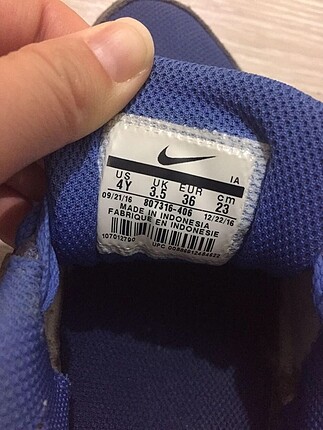 IA
US UK EUR cm
4Y 3.5 36 23
09/21/16 807316-406 12/22/16
MADE IN INDONESIA
FABRIQUE EN INDONESIE